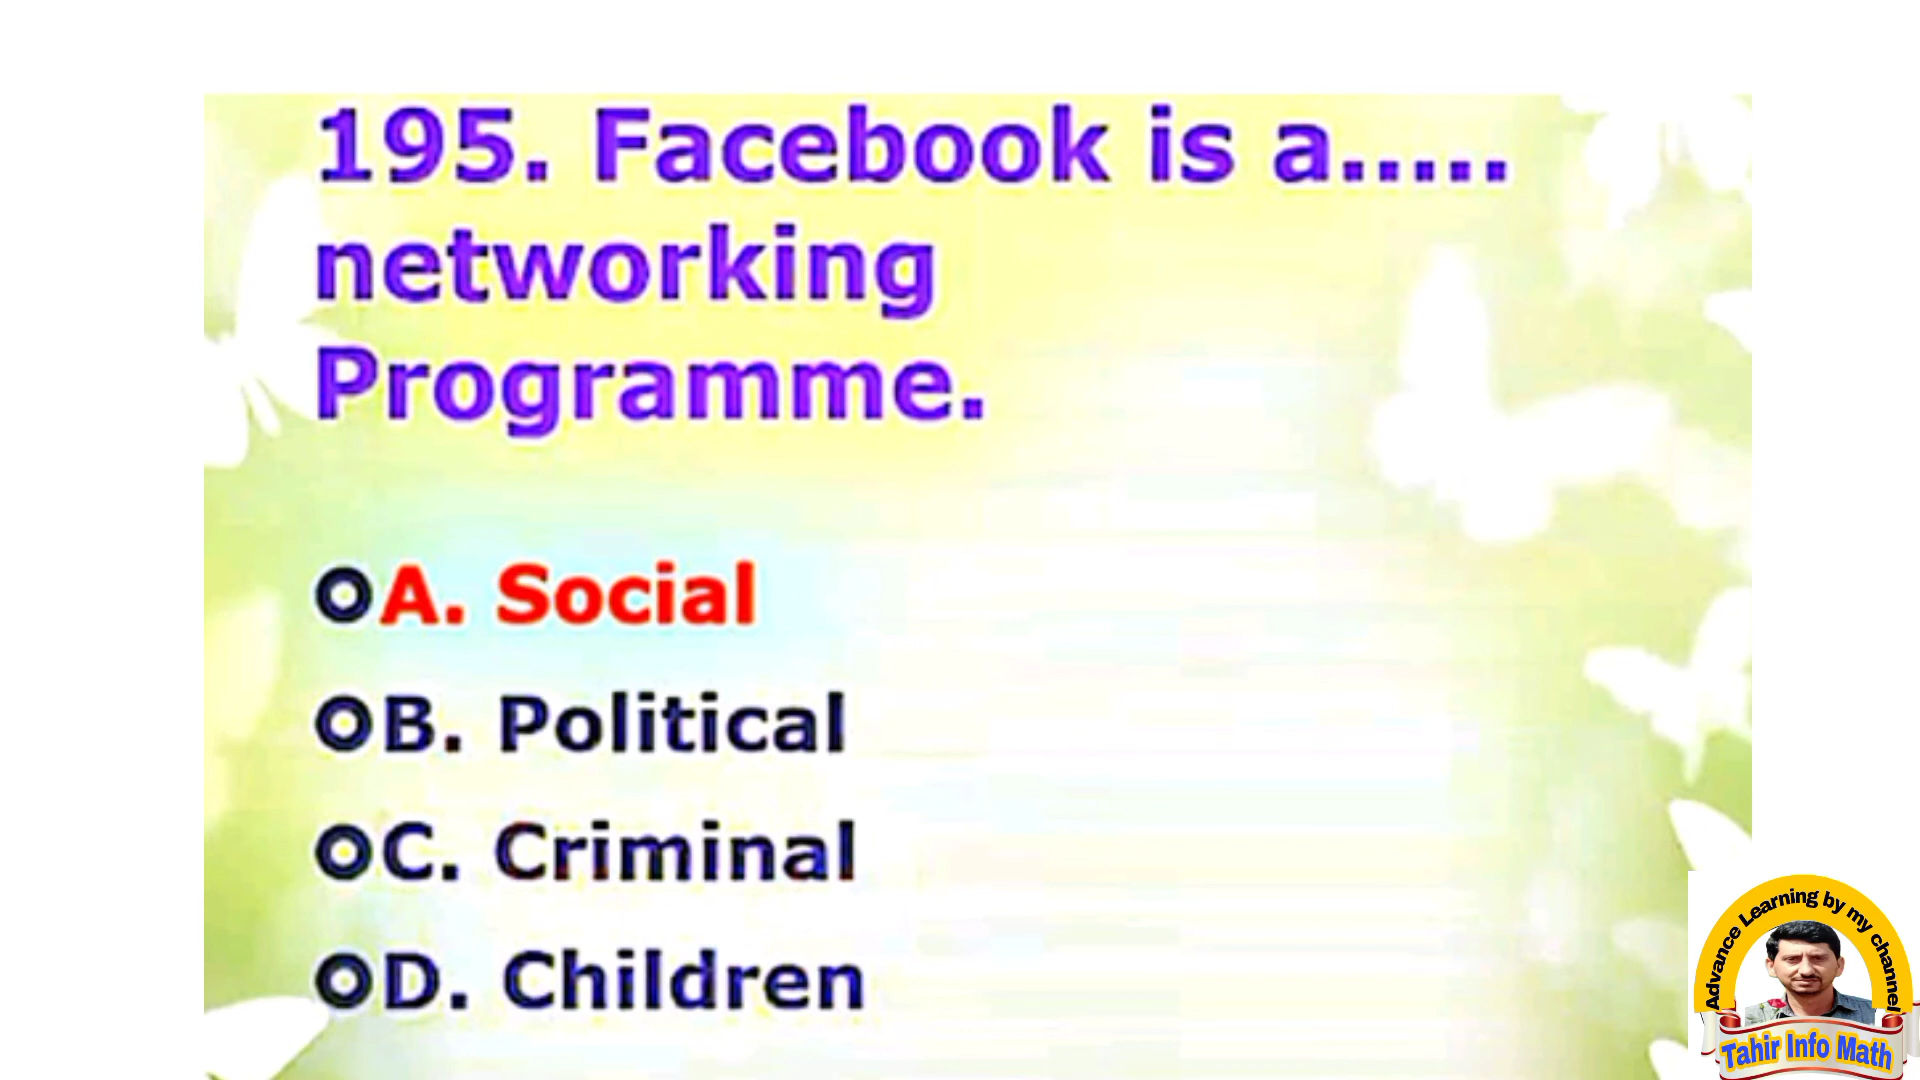 195. Facebook is a.....
networking
Programme.
A. Social
B. Political
C. Criminal
D. Children
Advance Learning by my channel
Tahir Info Math